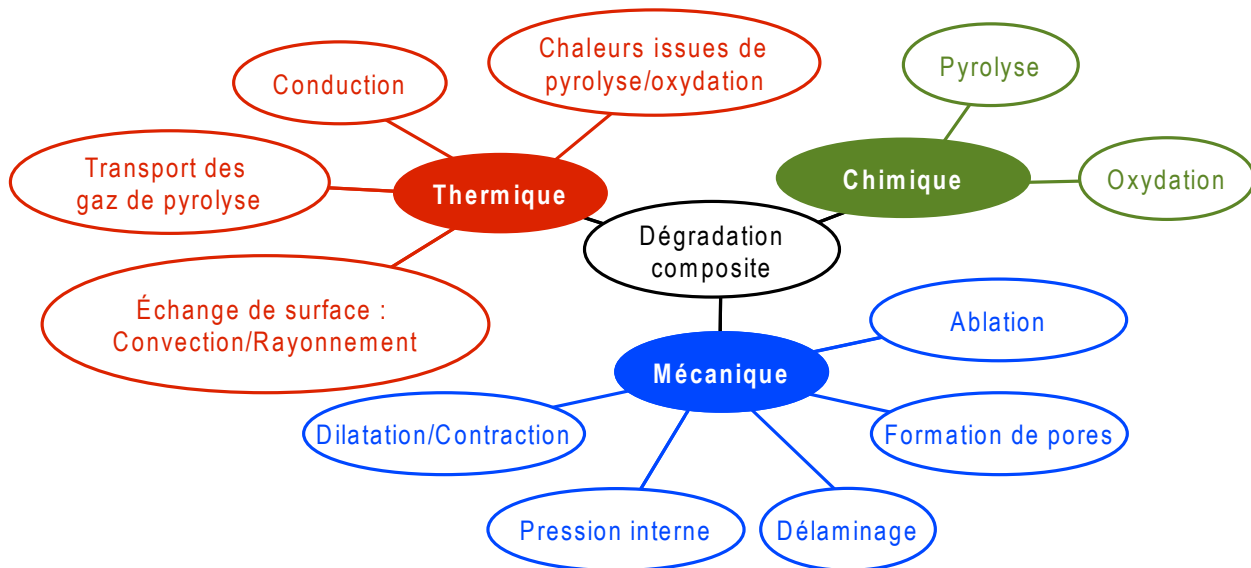 Chaleurs issues de
pyrolyse/oxydation
Conduction
Pyrolyse
Transport des
gaz de pyrolyse
Thermique
Chimique
Oxydation
Dégradation
composite
Échange de surface :
Convection/Rayonnement
Ablation
Mécanique
Dilatation/Contraction
Formation de pores
Pression interne
Délaminage